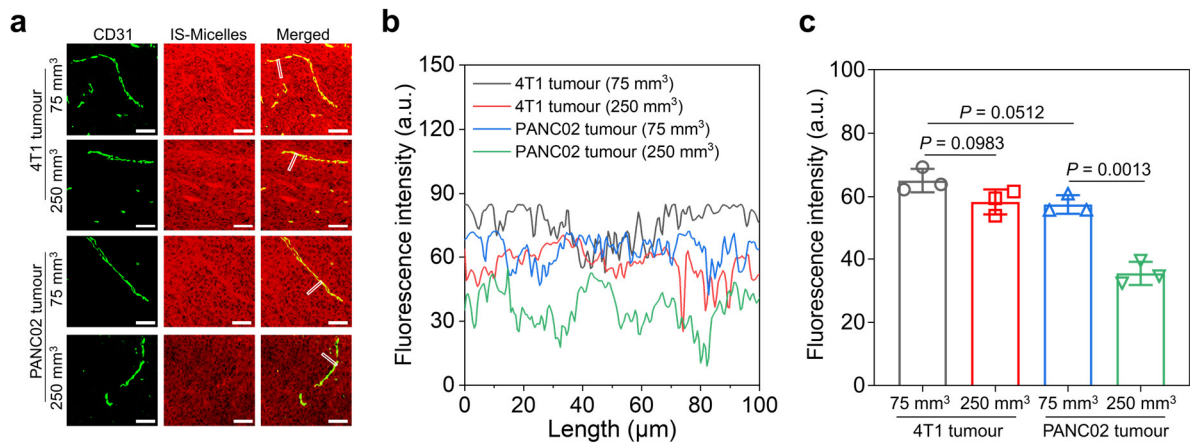 a
CD31 IS-Micelles Merged
4T1 tumour
75 mm³
250 mm³
PANC02 tumour
75 mm³
250 mm³
b
Fluorescence intensity (a.u.)
150
120
90
60
30
0
4T1 tumour (75 mm³)
4T1 tumour (250 mm³)
PANC02 tumour (75 mm³)
PANC02 tumour (250 mm³)
0 20 40 60 80 100
Length (μm)
c
Fluorescence intensity (a.u.)
100
80
60
40
20
0
P = 0.0512
P = 0.0983
P = 0.0013
75 mm³ 250 mm³ 75 mm³ 250 mm³
4T1 tumour PANC02 tumour